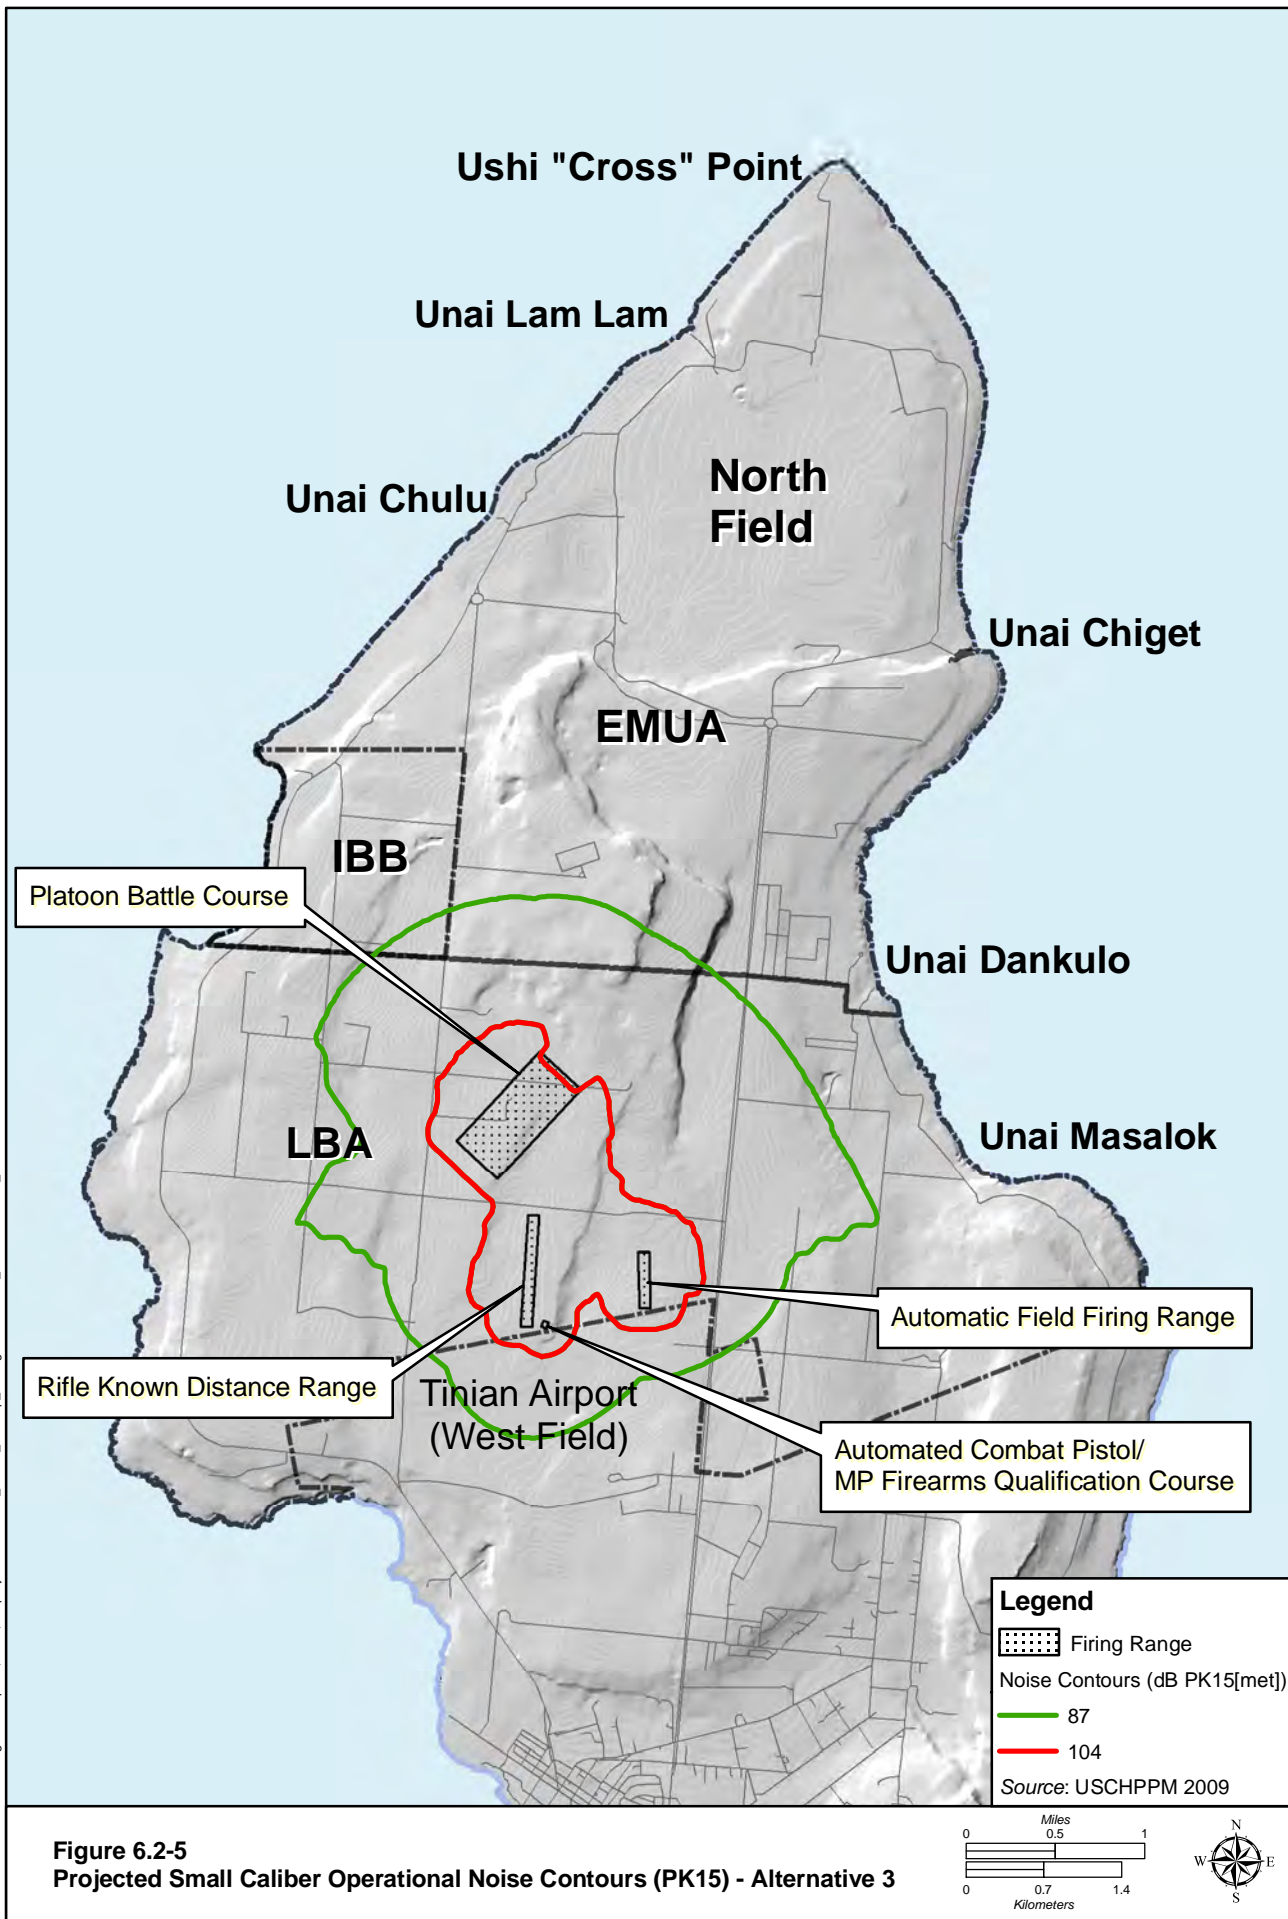 Ushi "Cross" Point
Unai Lam Lam
Unai Chulu
North
Field
Unai Chiget
EMUA
IBB
Platoon Battle Course
Unai Dankulo
LBA
Unai Masalok
Automatic Field Firing Range
Rifle Known Distance Range
Tinian Airport
(West Field)
Automated Combat Pistol/
MP Firearms Qualification Course
Legend
Firing Range
Noise Contours (dB PK15[met])
87
104
Source: USCHPPM 2009
Figure 6.2-5
Projected Small Caliber Operational Noise Contours (PK15) - Alternative 3
Miles
0 0.5 1
0 0.7 1.4
Kilometers
N
W E
S